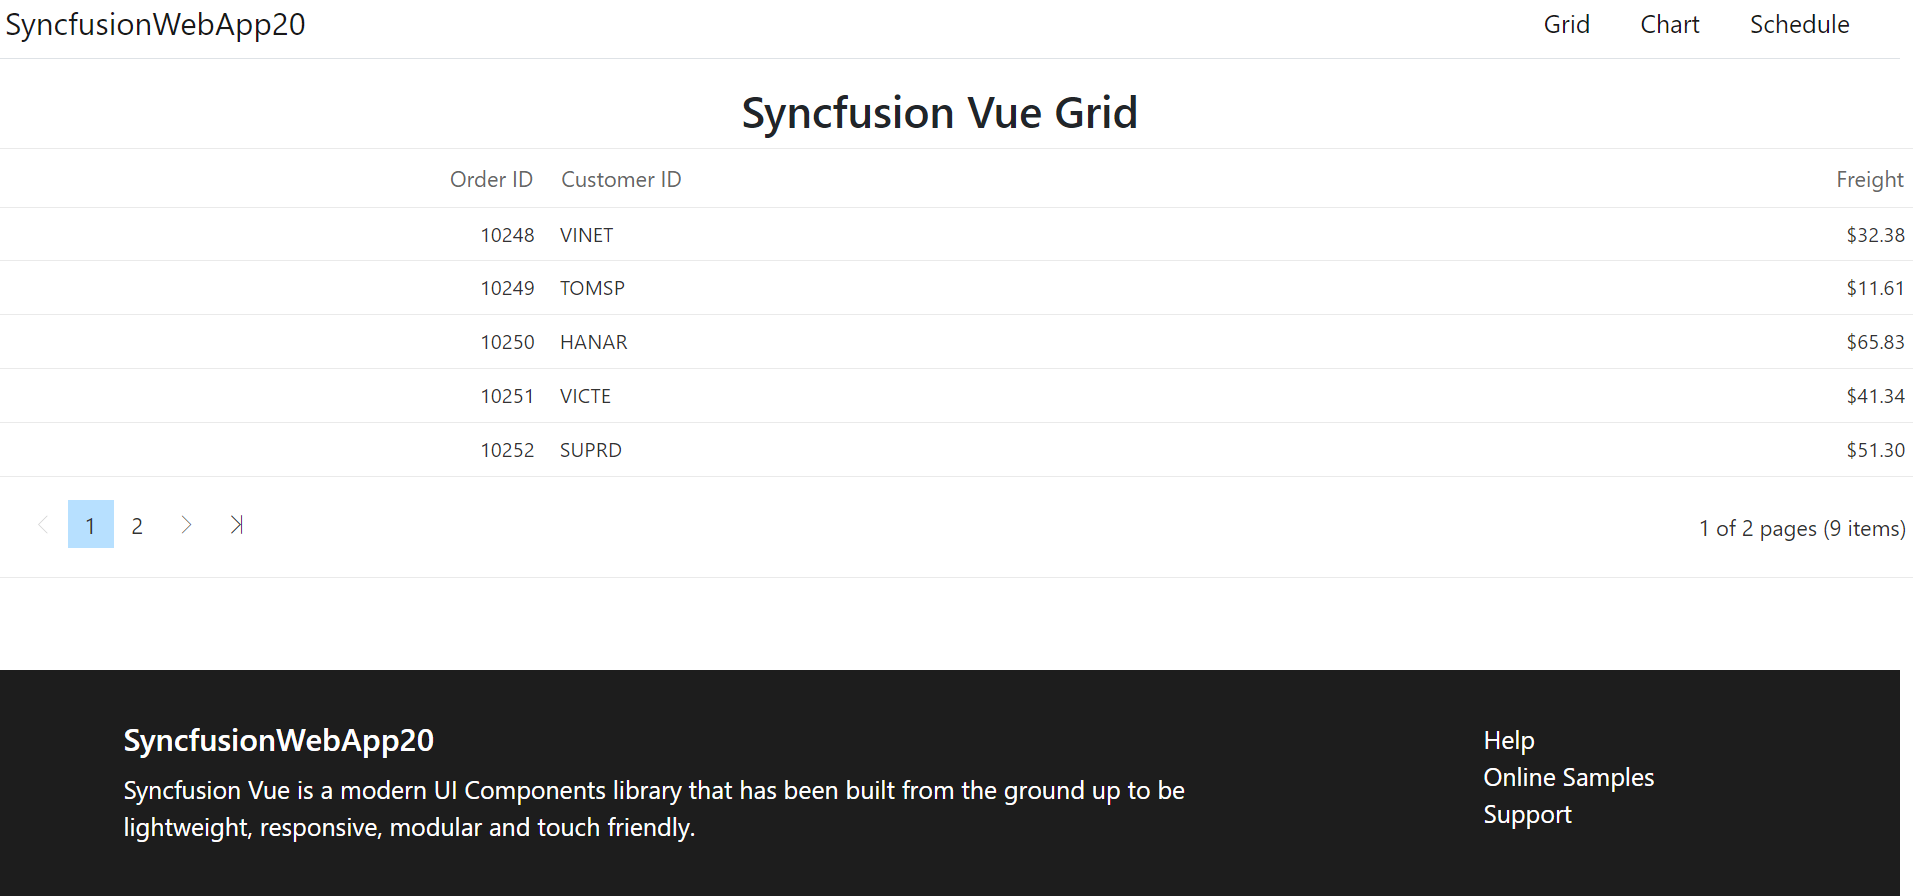 SyncfusionWebApp20 Grid Chart Schedule
Syncfusion Vue Grid
Order ID Customer ID Freight
10248 VINET $32.38
10249 TOMSP $11.61
10250 HANAR $65.83
10251 VICTE $41.34
10252 SUPRD $51.30
1 2 1 of 2 pages (9 items)
SyncfusionWebApp20
Syncfusion Vue is a modern UI Components library that has been built from the ground up to be
lightweight, responsive, modular and touch friendly.
Help
Online Samples
Support